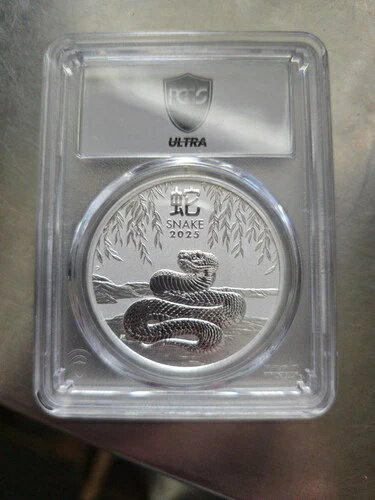 PCGS
ULTRA
蛇
SNAKE
2025